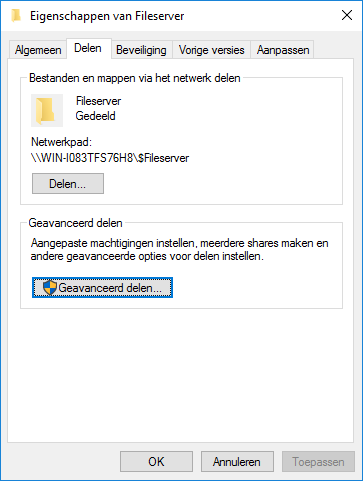 Eigenschappen van Fileserver
Algemeen
Delen
Beveiliging
Vorige versies
Aanpassen
Bestanden en mappen via het netwerk delen
Fileserver
Gedeeld
Netwerkpad:
\\WIN-I083TFS76H8\$Fileserver
Delen...
Geavanceerd delen
Aangepaste machtigingen instellen, meerdere shares maken en
andere geavanceerde opties voor delen instellen.
Geavanceerd delen...
OK
Annuleren
Toepassen